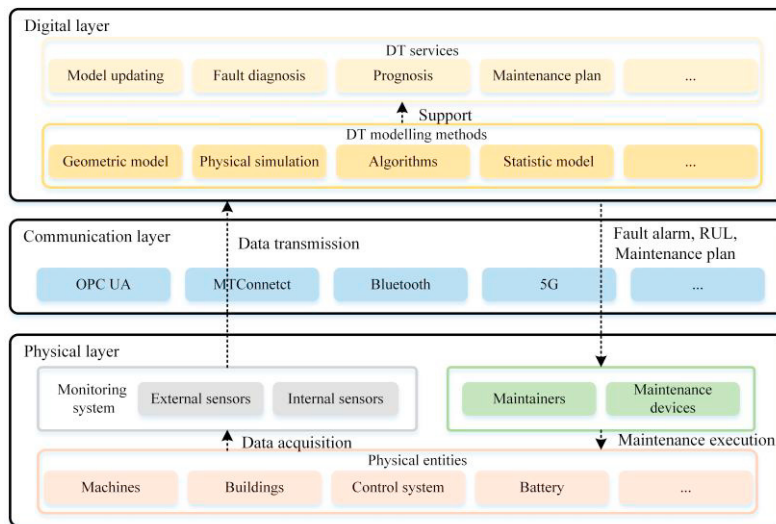 Digital layer
DT services
Model updating
Fault diagnosis
Prognosis
Maintenance plan
...
Support
DT modelling methods
Geometric model
Physical simulation
Algorithms
Statistic model
...
Communication layer
Data transmission
Fault alarm, RUL,
Maintenance plan
OPC UA
MTConnetct
Bluetooth
5G
...
Physical layer
Monitoring
system
External sensors
Internal sensors
Maintainers
Maintenance
devices
Data acquisition
Maintenance execution
Physical entities
Machines
Buildings
Control system
Battery
...